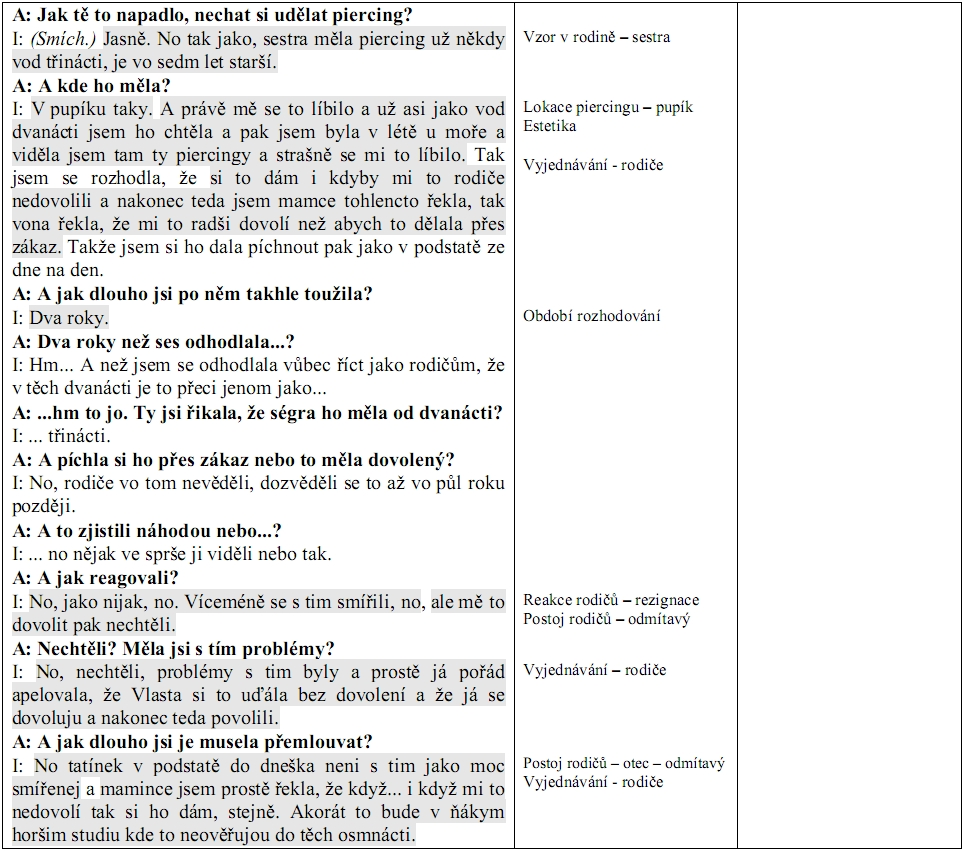 A: Jak tě to napadlo, nechat si udělat piercing?
I: (Smích.) Jasně. No tak jako, sestra měla piercing už někdy
vod třinácti, je vo sedm let starší.
A: A kde ho měla?
I: V pupíku taky. A právě mě se to líbilo a už asi jako vod
dvanácti jsem ho chtěla a pak jsem byla v létě u moře a
viděla jsem tam ty piercingy a strašně se mi to líbilo. Tak
jsem se rozhodla, že si to dám i kdyby mi to rodiče
nedovolili a nakonec teda jsem mamce tohlencto řekla, tak
vona řekla, že mi to radši dovolí než abych to dělala přes
zákaz. Takže jsem si ho dala píchnout pak jako v podstatě ze
dne na den.
A: A jak dlouho jsi po něm takhle toužila?
I: Dva roky.
A: Dva roky než ses odhodlala...?
I: Hm... A než jsem se odhodlala vůbec říct jako rodičům, že
v těch dvanácti je to přeci jenom jako...
A: ...hm to jo. Ty jsi řikala, že ségra ho měla od dvanácti?
I: ... třinácti.
A: A píchla si ho přes zákaz nebo to měla dovolený?
I: No, rodiče vo tom nevěděli, dozvěděli se to až vo půl roku
později.
A: A to zjistili náhodou nebo...?
I: ... no nějak ve sprše ji viděli nebo tak.
A: A jak reagovali?
I: No, jako nijak, no. Víceméně se s tim smířili, no, ale mě to
dovolit pak nechtěli.
A: Nechtěli? Měla jsi s tím problémy?
I: No, nechtěli, problémy s tim byly a prostě já pořád
apelovala, že Vlasta si to uďála bez dovolení a že já se
dovoluju a nakonec teda povolili.
A: A jak dlouho jsi je musela přemlouvat?
I: No tatínek v podstatě do dneška neni s tim jako moc
smířenej a mamince jsem prostě řekla, že když... i když mi to
nedovolí tak si ho dám, stejně. Akorát to bude v ňákym
horšim studiu kde to neověřujou do těch osmnácti.
Vzor v rodině – sestra
Lokace piercingu – pupík
Estetika
Vyjednávání - rodiče
Období rozhodování
Reakce rodičů – rezignace
Postoj rodičů – odmítavý
Vyjednávání – rodiče
Postoj rodičů – otec – odmítavý
Vyjednávání - rodiče